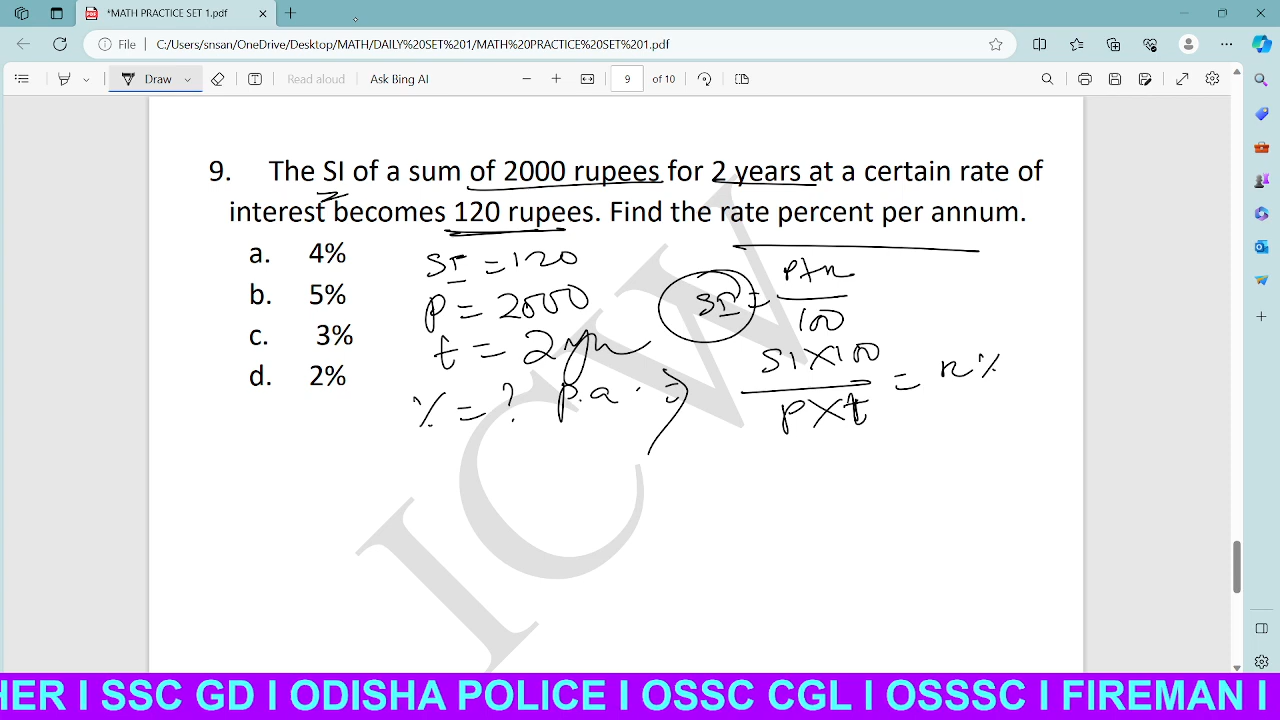 *MATH PRACTICE SET 1.pdf
File
C:/Users/snsan/OneDrive/Desktop/MATH/DAILY%20SET%201/MATH%20PRACTICE%20SET%201.pdf
Draw
Read aloud
Ask Bing AI
9 of 10
9. The SI of a sum of 2000 rupees for 2 years at a certain rate of
interest becomes 120 rupees. Find the rate percent per annum.
a. 4%
b. 5%
c. 3%
d. 2%
SI = 120
P = 2000
t = 2yr
% = ? p.a.
SI = ptr / 100
⇒ SI × 100 / p × t = r%
ICW
HER I SSC GD I ODISHA POLICE I OSSC CGL I OSSSC I FIREMAN I